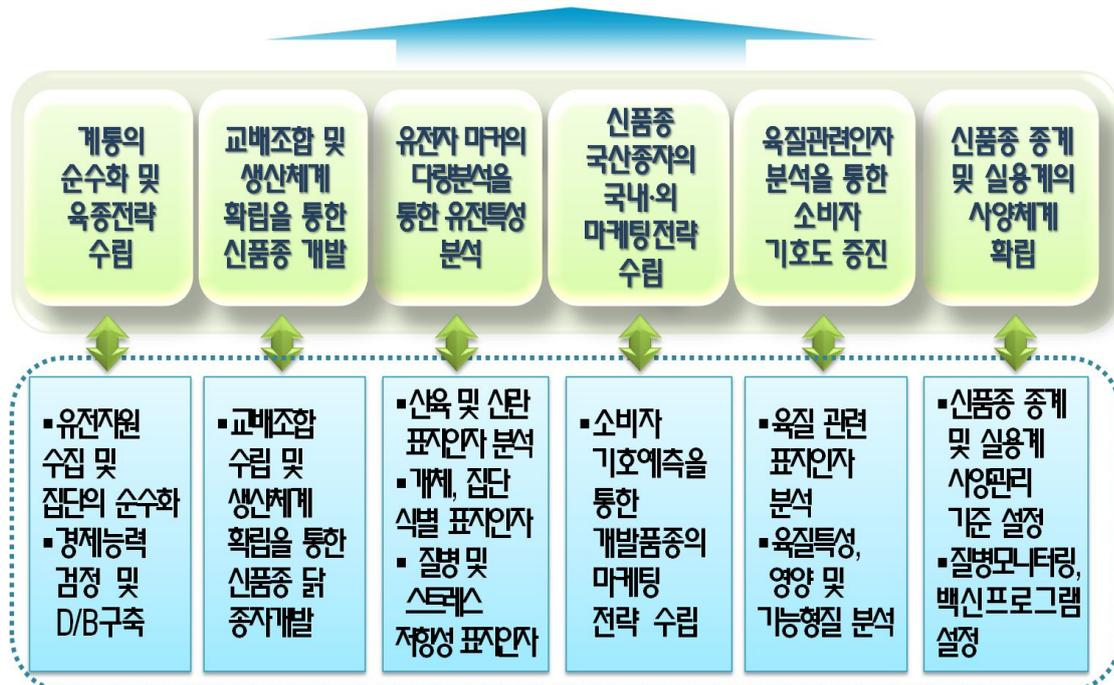 계통의
순수화 및
육종전략
수립
교배조합 및
생산체계
확립을 통한
신품종 개발
유전자 마커의
다량분석을
통한 유전특성
분석
신품종
국산종자의
국내·외
마케팅전략
수립
육질관련인자
분석을 통한
소비자
기호도 증진
신품종 종계
및 실용계의
사양체계
확립
▪유전자원
수집 및
집단의 순수화
▪경제능력
검정 및
D/B구축
▪교배조합
수립 및
생산체계
확립을 통한
신품종 닭
종자개발
▪산육 및 산란
표지인자 분석
▪개체, 집단
식별 표지인자
▪ 질병 및
스트레스
저항성 표지인자
▪소비자
기호예측을
통한
개발품종의
마케팅
전략 수립
▪육질 관련
표지인자
분석
▪육질특성,
영양 및
기능형질 분석
▪신품종 종계
및 실용계
사양관리
기준 설정
▪질병모니터링,
백신프로그램
설정